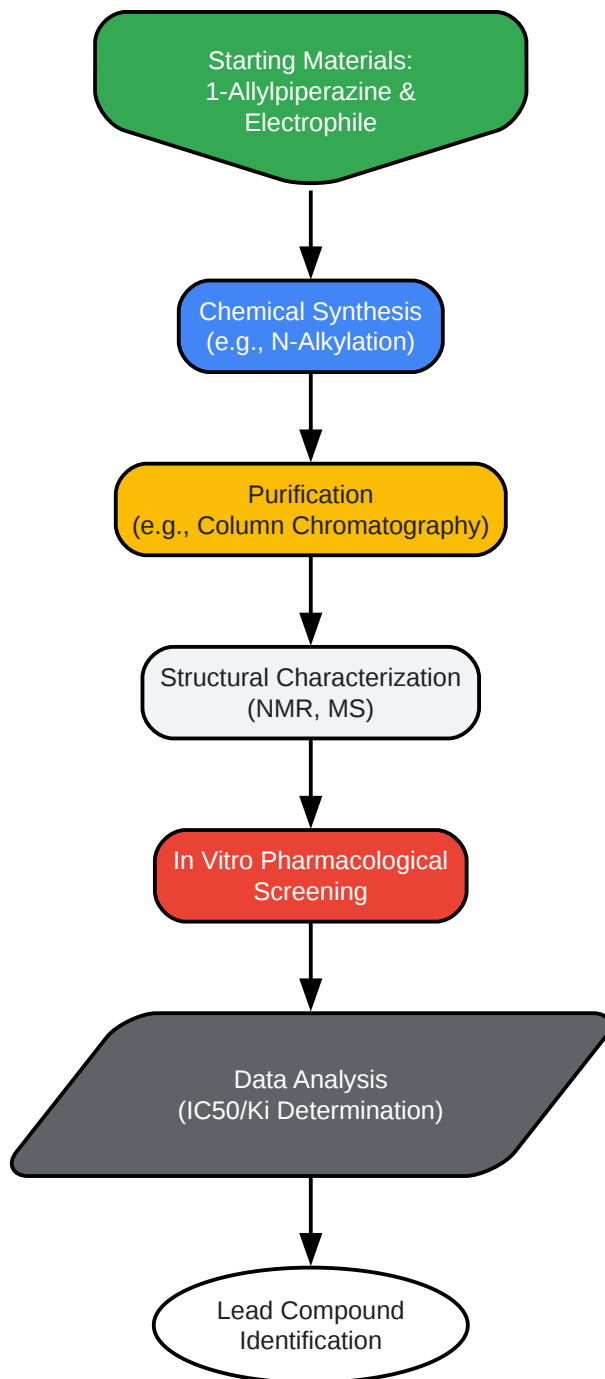 Starting Materials:
1-Allylpiperazine &
Electrophile
Chemical Synthesis
(e.g., N-Alkylation)
Purification
(e.g., Column Chromatography)
Structural Characterization
(NMR, MS)
In Vitro Pharmacological
Screening
Data Analysis
(IC50/Ki Determination)
Lead Compound
Identification